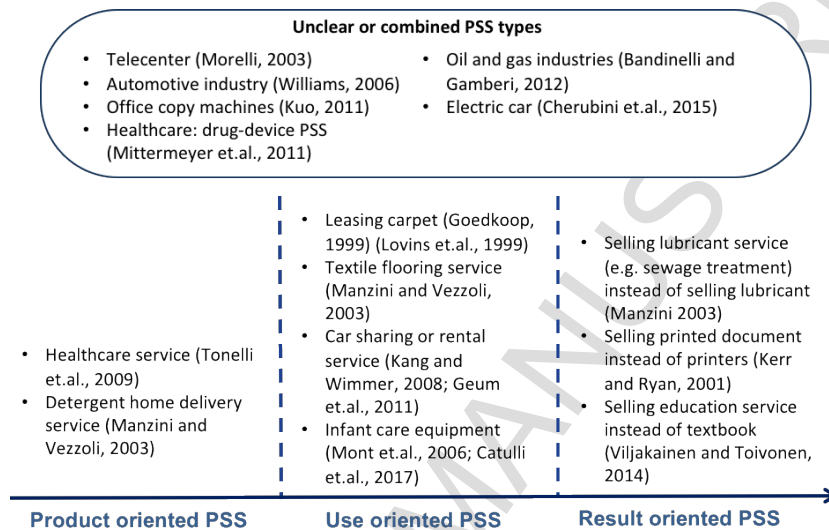 Unclear or combined PSS types
• Telecenter (Morelli, 2003)
• Automotive industry (Williams, 2006)
• Office copy machines (Kuo, 2011)
• Healthcare: drug-device PSS
(Mittermeyer et.al., 2011)
• Oil and gas industries (Bandinelli and
Gamberi, 2012)
• Electric car (Cherubini et.al., 2015)
• Healthcare service (Tonelli
et.al., 2009)
• Detergent home delivery
service (Manzini and
Vezzoli, 2003)
• Leasing carpet (Goedkoop,
1999) (Lovins et.al., 1999)
• Textile flooring service
(Manzini and Vezzoli,
2003)
• Car sharing or rental
service (Kang and
Wimmer, 2008; Geum
et.al., 2011)
• Infant care equipment
(Mont et.al., 2006; Catulli
et.al., 2017)
• Selling lubricant service
(e.g. sewage treatment)
instead of selling lubricant
(Manzini 2003)
• Selling printed document
instead of printers (Kerr
and Ryan, 2001)
• Selling education service
instead of textbook
(Viljakainen and Toivonen,
2014)
Product oriented PSS
Use oriented PSS
Result oriented PSS